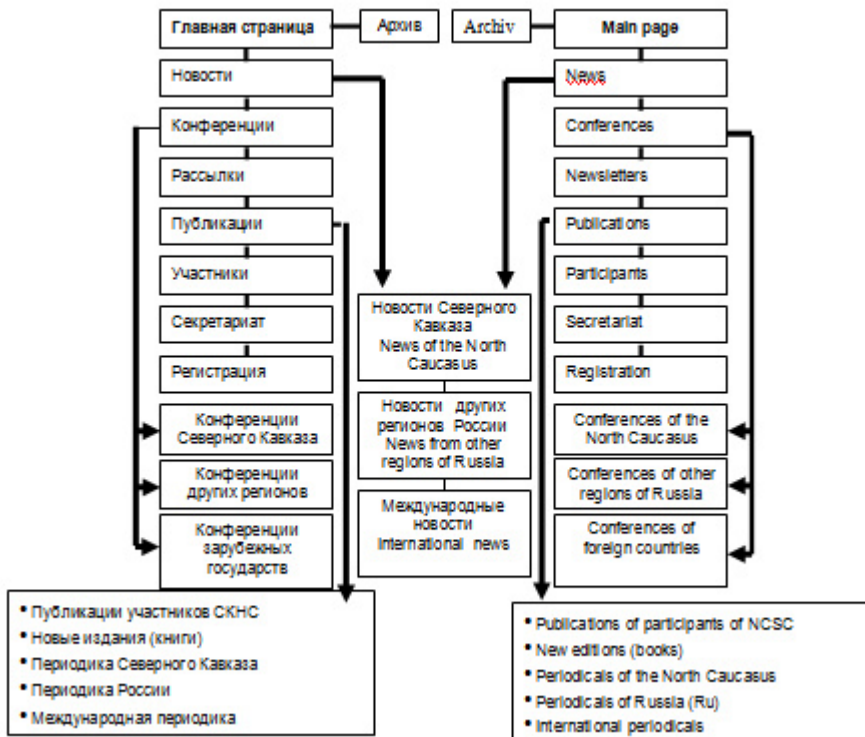 Главная страница
Архив
Archiv
Main page
Новости
News
Конференции
Conferences
Рассылки
Newsletters
Публикации
Publications
Участники
Participants
Секретариат
Secretariat
Регистрация
Registration
Новости Северного
Кавказа
News of the North
Caucasus
Новости других
регионов России
News from other
regions of Russia
Международные
новости
International news
Конференции
Северного Кавказа
Конференции
других регионов
Конференции
зарубежных
государств
Conferences of the
North Caucasus
Conferences of other
regions of Russia
Conferences of
foreign countries
• Публикации участников СКНС
• Новые издания (книги)
• Периодика Северного Кавказа
• Периодика России
• Международная периодика
• Publications of participants of NCSC
• New editions (books)
• Periodicals of the North Caucasus
• Periodicals of Russia (Ru)
• International periodicals